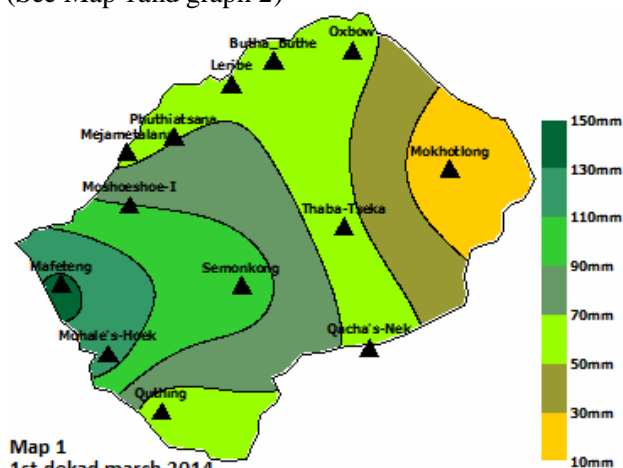 (See Map 1and graph 2)
Oxbow
Butha_Buthe
Leribe
Phuthiatsana
Mejametalana
Mokhotlong
Moshoeshoe-I
Thaba-Tseka
Mafeteng
Semonkong
Mohale's-Hoek
Qacha's-Nek
Quthing
150mm
130mm
110mm
90mm
70mm
50mm
30mm
10mm
Map 1
1st dekad march 2014